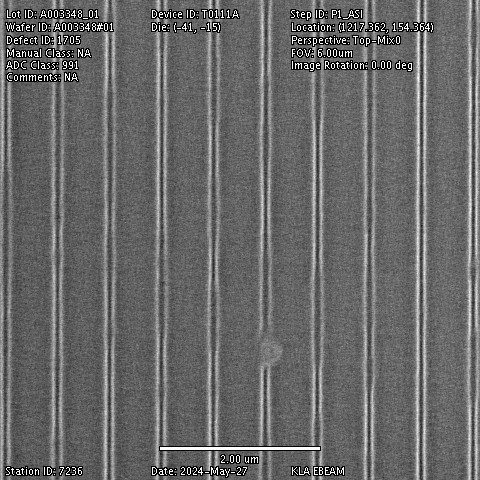 Lot ID: A003348_01
Wafer ID: A003348#01
Defect ID: 1705
Manual Class: NA
ADC Class: 991
Comments: NA
Device ID: T0111A
Die: (-41, -15)
Step ID: P1_ASI
Location: (1217.362, 154.364)
Perspective: Top-Mix0
FOV: 6.00um
Image Rotation: 0.00 deg
2.00 um
Station ID: 7236
Date: 2024-May-27
KLA EBEAM